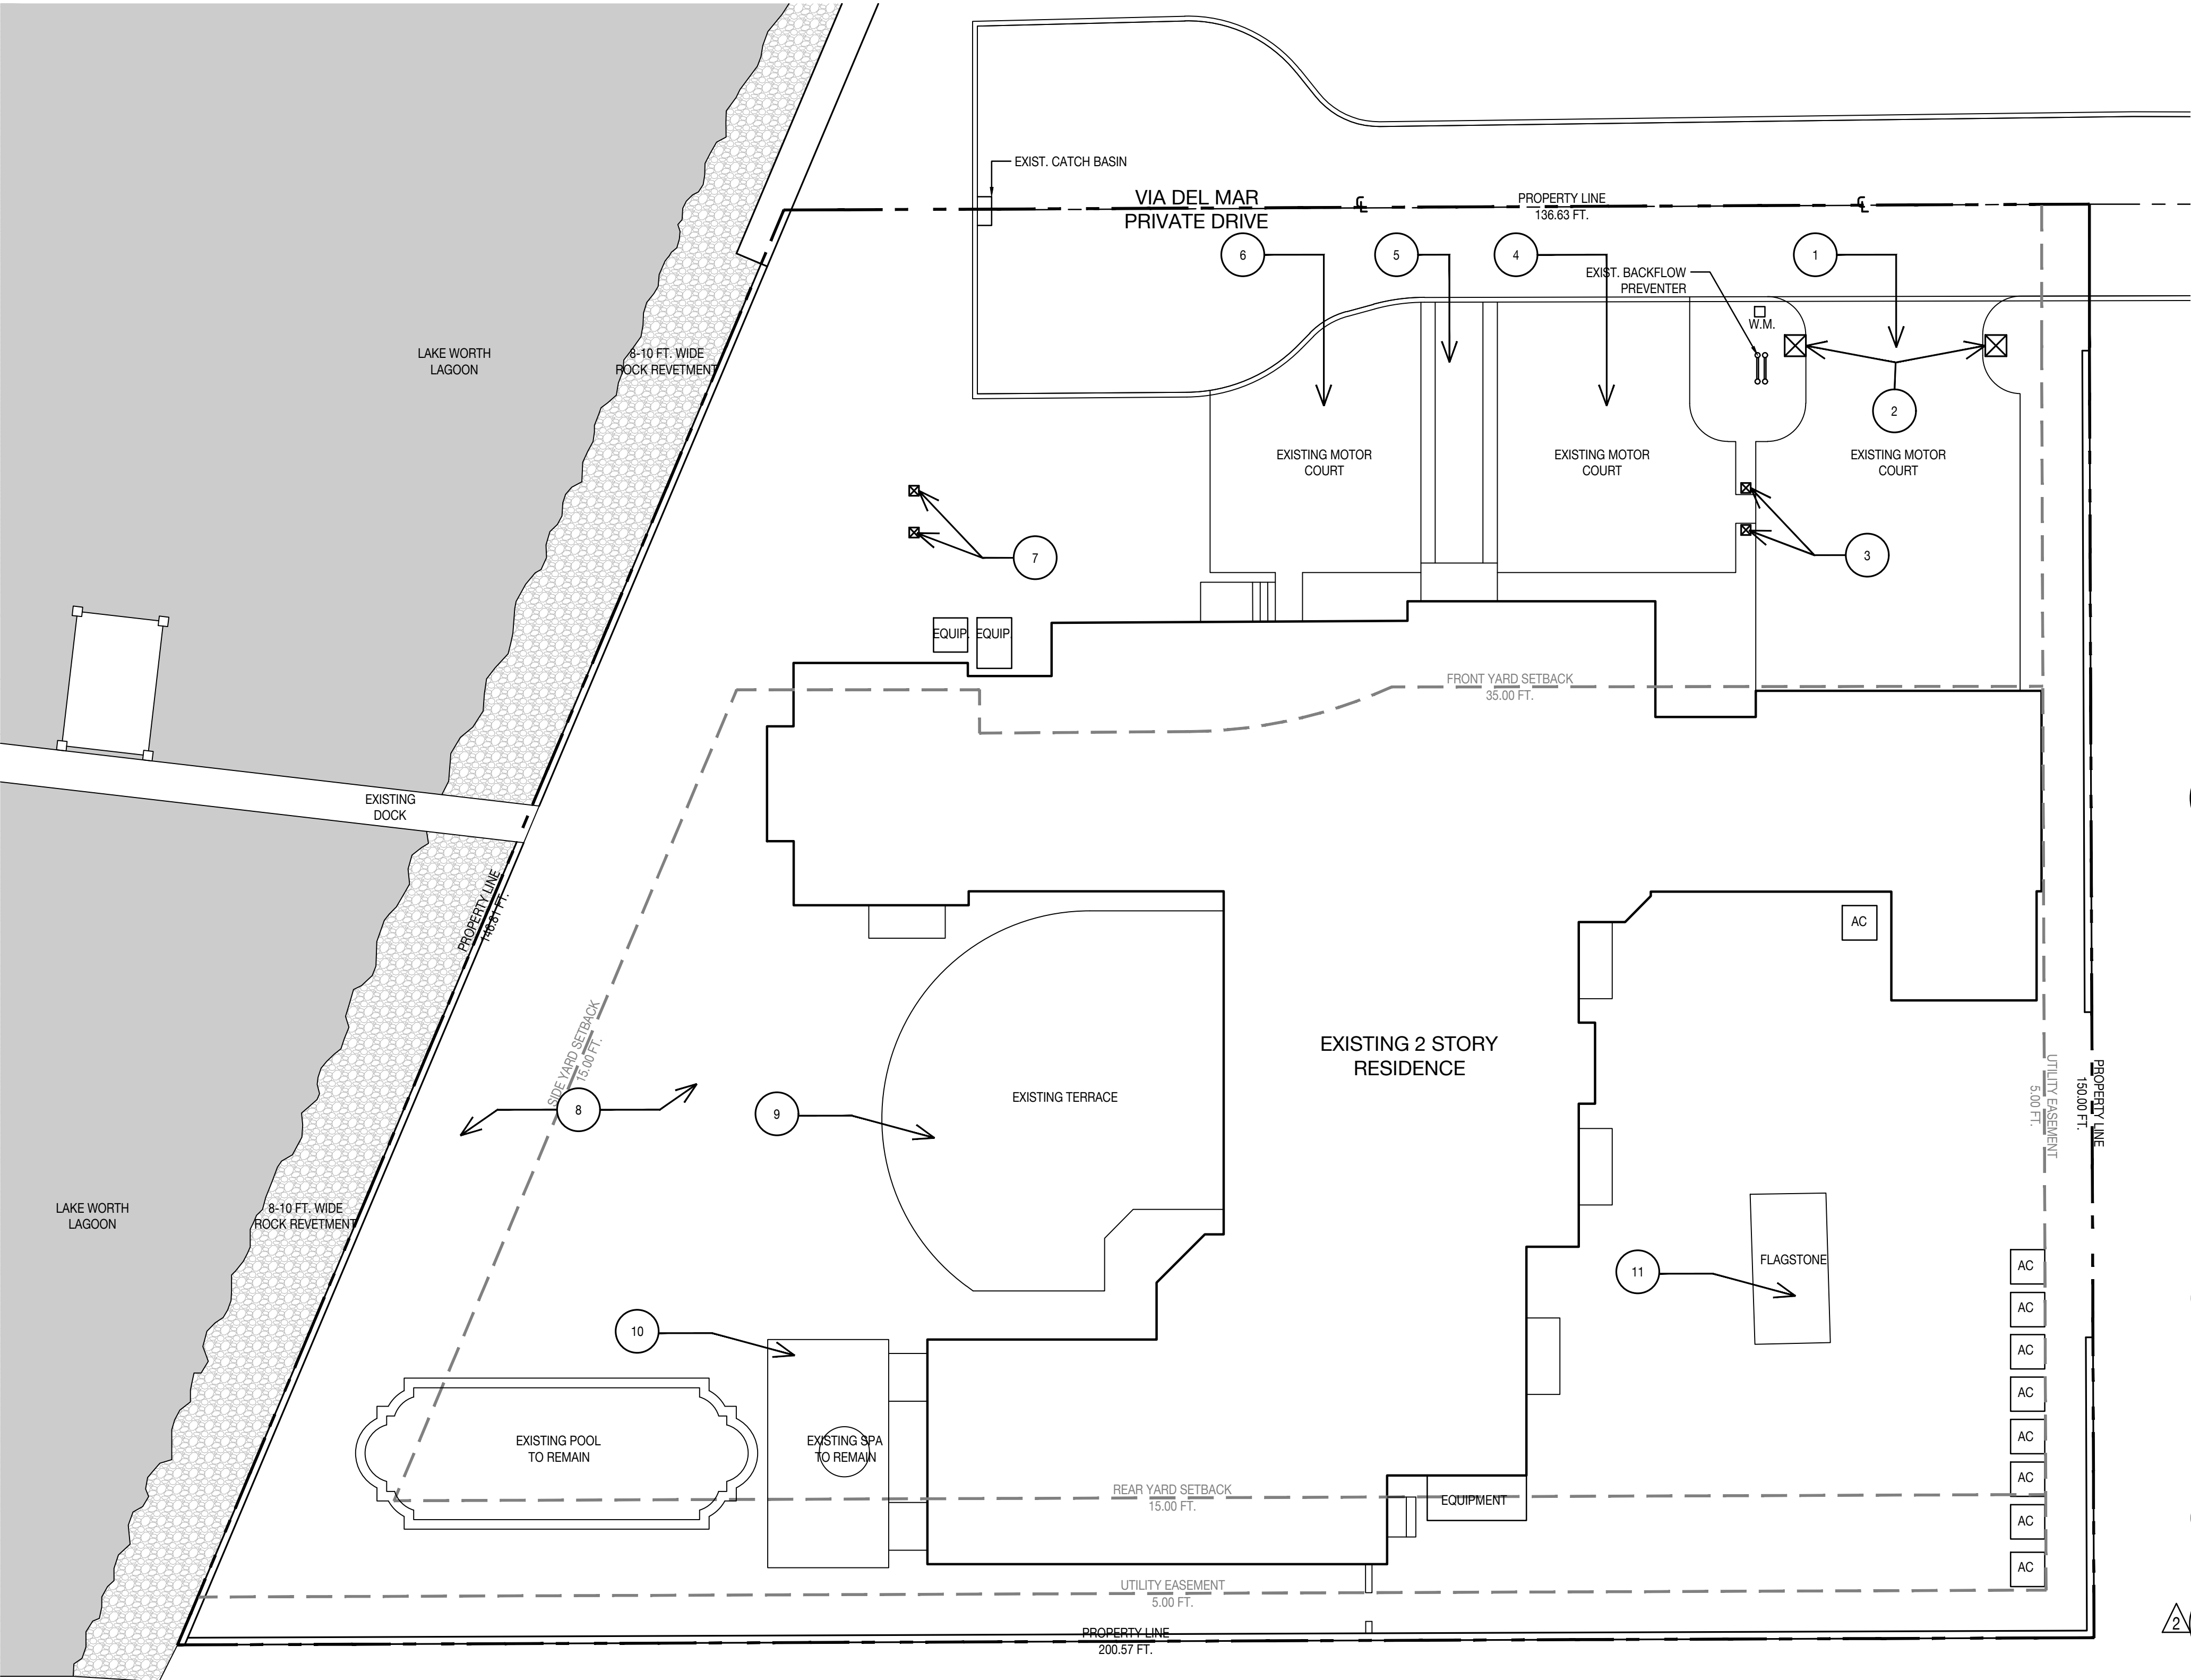 EXIST. CATCH BASIN
VIA DEL MAR
PRIVATE DRIVE
℄
PROPERTY LINE
136.63 FT.
℄
6
5
4
1
EXIST. BACKFLOW
PREVENTER
W.M.
2
LAKE WORTH
LAGOON
8-10 FT. WIDE
ROCK REVETMENT
EXISTING MOTOR
COURT
EXISTING MOTOR
COURT
EXISTING MOTOR
COURT
7
3
EQUIP.
EQUIP.
FRONT YARD SETBACK
35.00 FT.
EXISTING
DOCK
PROPERTY LINE
146.81 FT.
AC
SIDE YARD SETBACK
15.00 FT.
EXISTING 2 STORY
RESIDENCE
EXISTING TERRACE
8
9
UTILITY EASEMENT
5.00 FT.
PROPERTY LINE
150.00 FT.
LAKE WORTH
LAGOON
8-10 FT. WIDE
ROCK REVETMENT
11
FLAGSTONE
AC
AC
AC
AC
AC
AC
AC
AC
10
EXISTING POOL
TO REMAIN
EXISTING SPA
TO REMAIN
REAR YARD SETBACK
15.00 FT.
EQUIPMENT
UTILITY EASEMENT
5.00 FT.
PROPERTY LINE
200.57 FT.
2